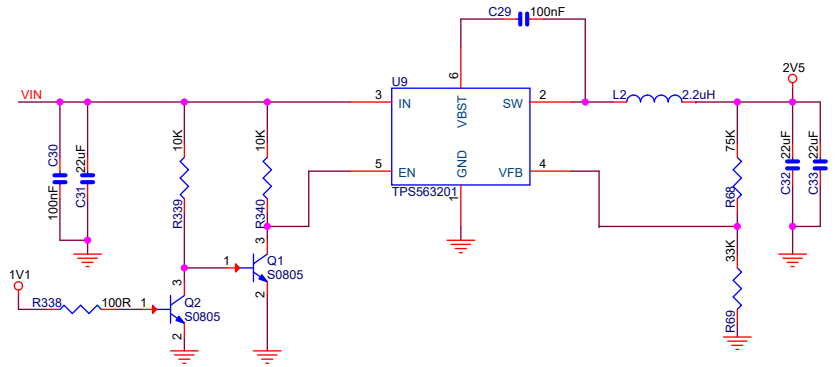 C29 100nF
U9
VIN
2V5
3 IN
6
VBST
SW 2
L2 2.2uH
C30
100nF
22uF
C31
10K
R339
10K
R340
5 EN
GND
1
VFB 4
TPS563201
75K
R68
22uF
C32
22uF
C33
33K
R69
1V1
R338 100R
1
3
Q2
S0805
2
1
3
Q1
S0805
2